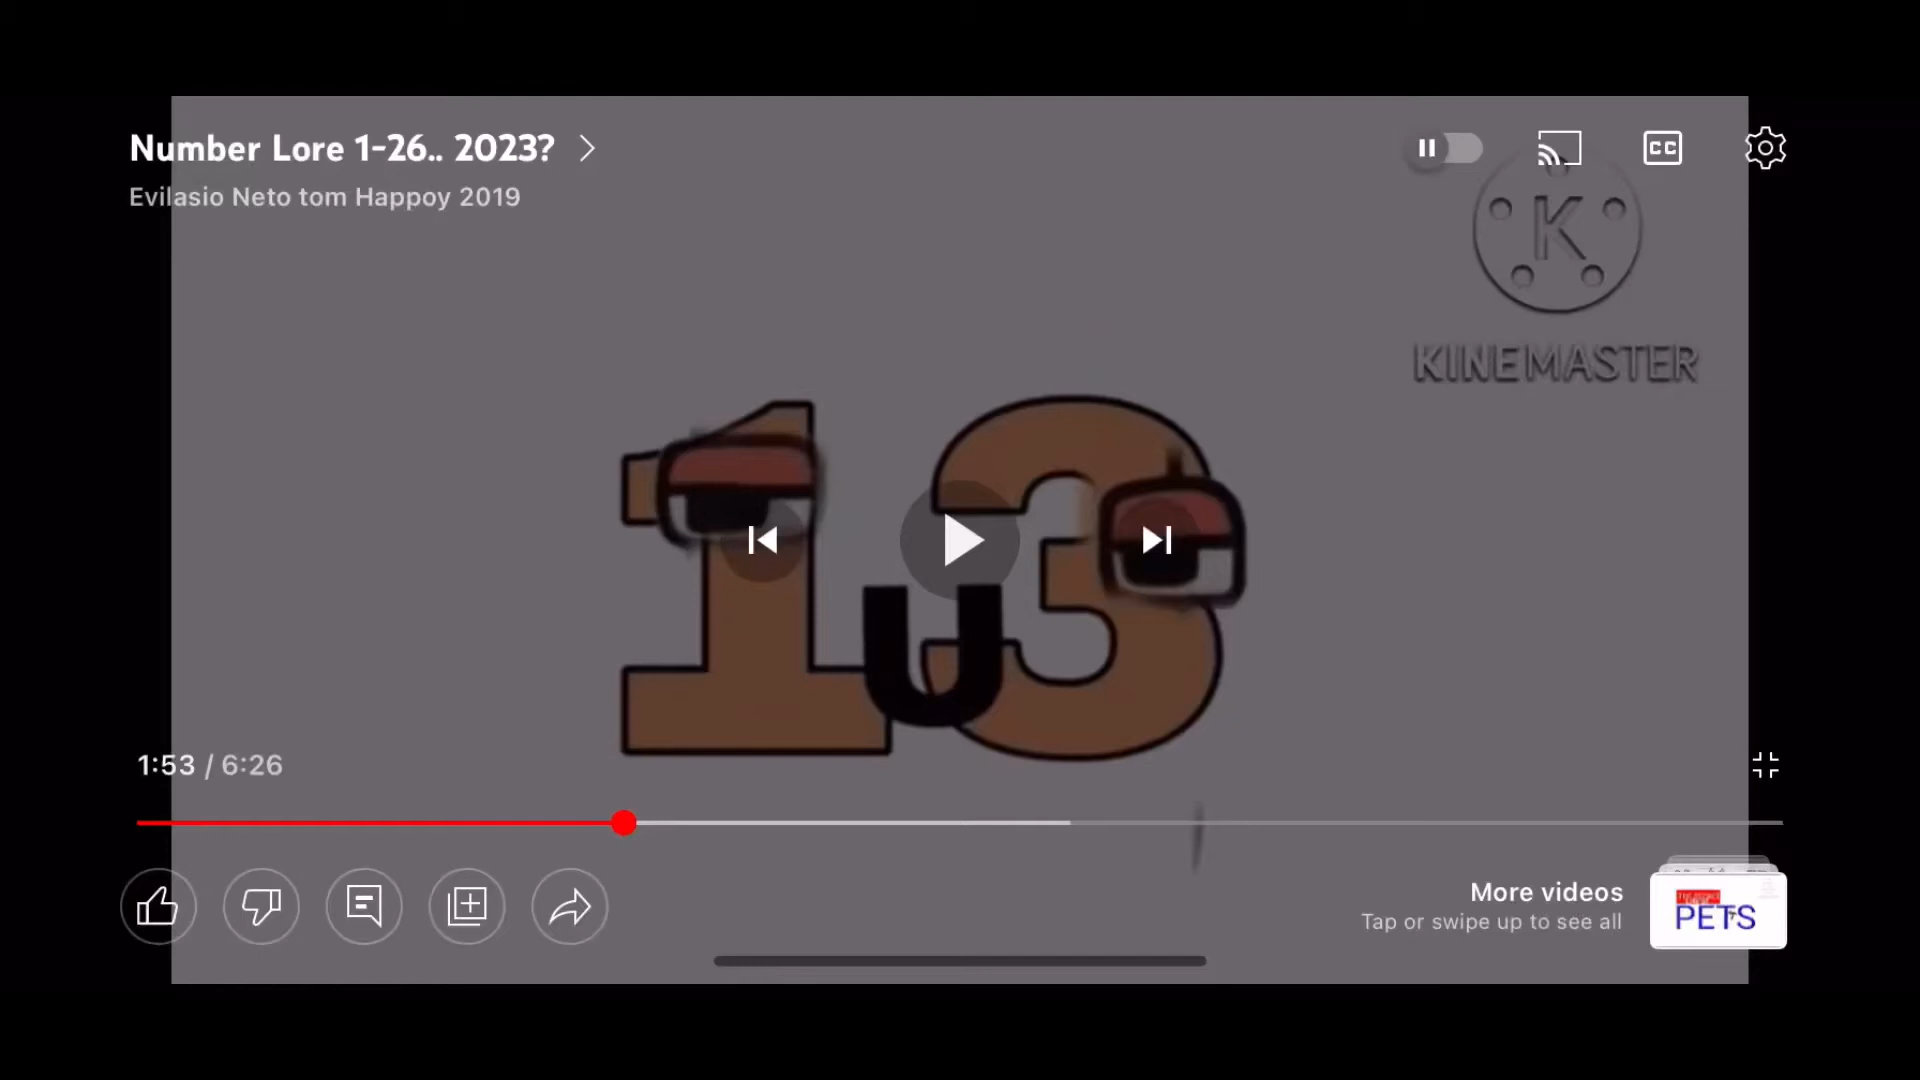 Number Lore 1-26.. 2023?
Evilasio Neto tom Happoy 2019
CC
K
KINEMASTER
13
u
1:53 / 6:26
More videos
Tap or swipe up to see all
PETS